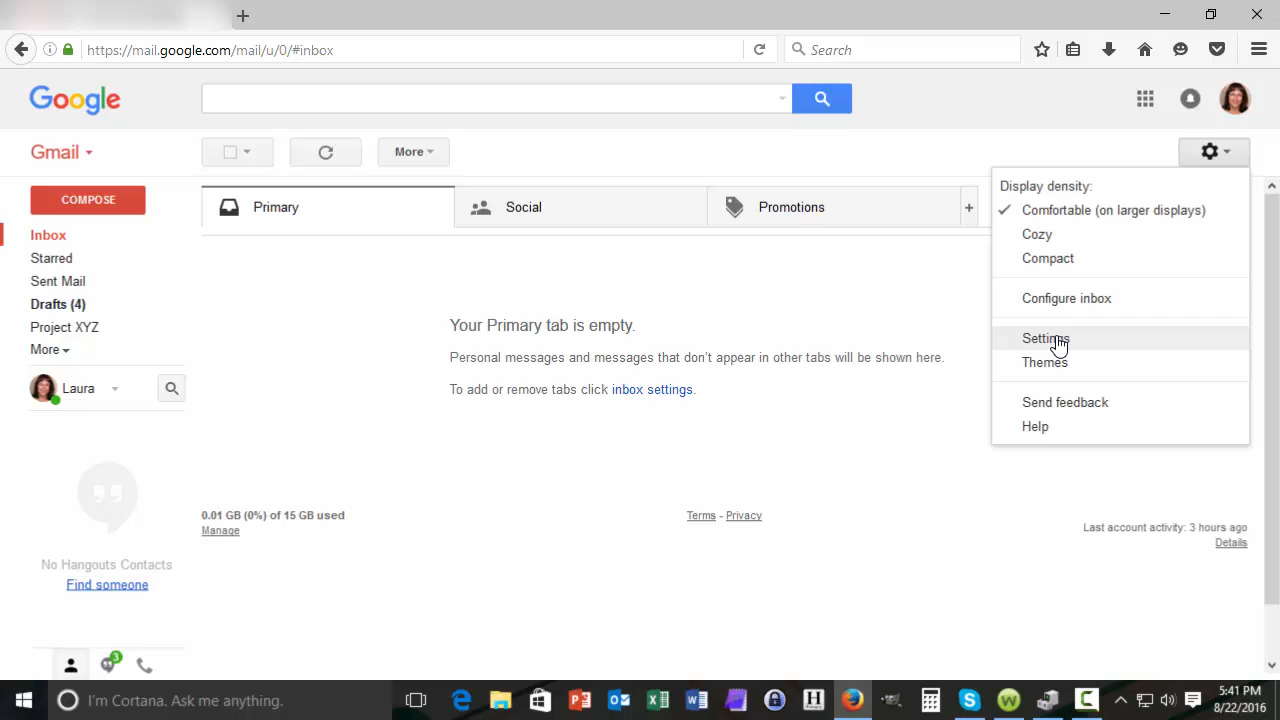 https://mail.google.com/mail/u/0/#inbox
Search
Google
Gmail
More
COMPOSE
Primary
Social
Promotions
+
Display density:
Comfortable (on larger displays)
Cozy
Compact
Configure inbox
Settings
Themes
Send feedback
Help
Inbox
Starred
Sent Mail
Drafts (4)
Project XYZ
More
Laura
Your Primary tab is empty.
Personal messages and messages that don't appear in other tabs will be shown here.
To add or remove tabs click inbox settings.
0.01 GB (0%) of 15 GB used
Manage
Terms - Privacy
Last account activity: 3 hours ago
Details
No Hangouts Contacts
Find someone
3
I'm Cortana. Ask me anything.
5:41 PM
8/22/2016